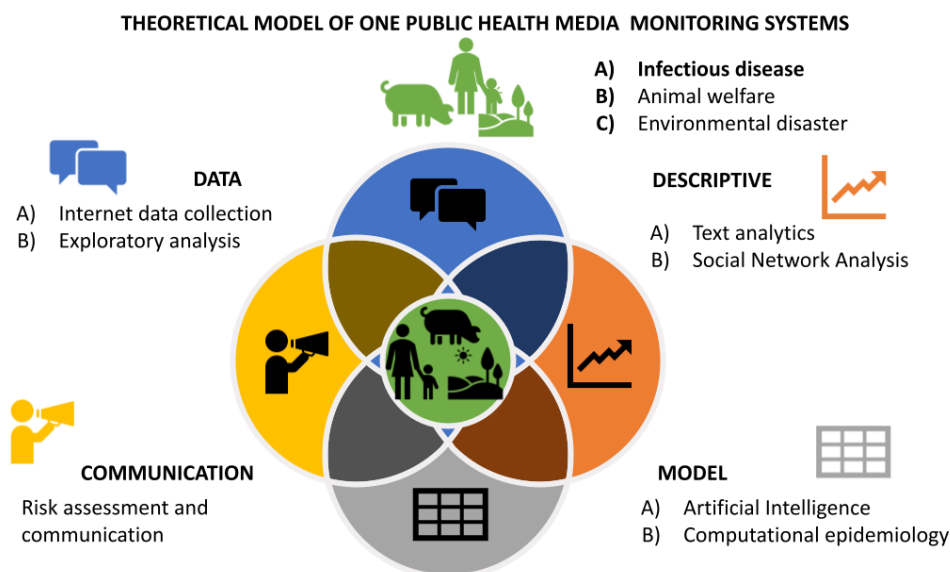 THEORETICAL MODEL OF ONE PUBLIC HEALTH MEDIA MONITORING SYSTEMS
A) Infectious disease
B) Animal welfare
C) Environmental disaster
DATA
A) Internet data collection
B) Exploratory analysis
DESCRIPTIVE
A) Text analytics
B) Social Network Analysis
COMMUNICATION
Risk assessment and
communication
MODEL
A) Artificial Intelligence
B) Computational epidemiology